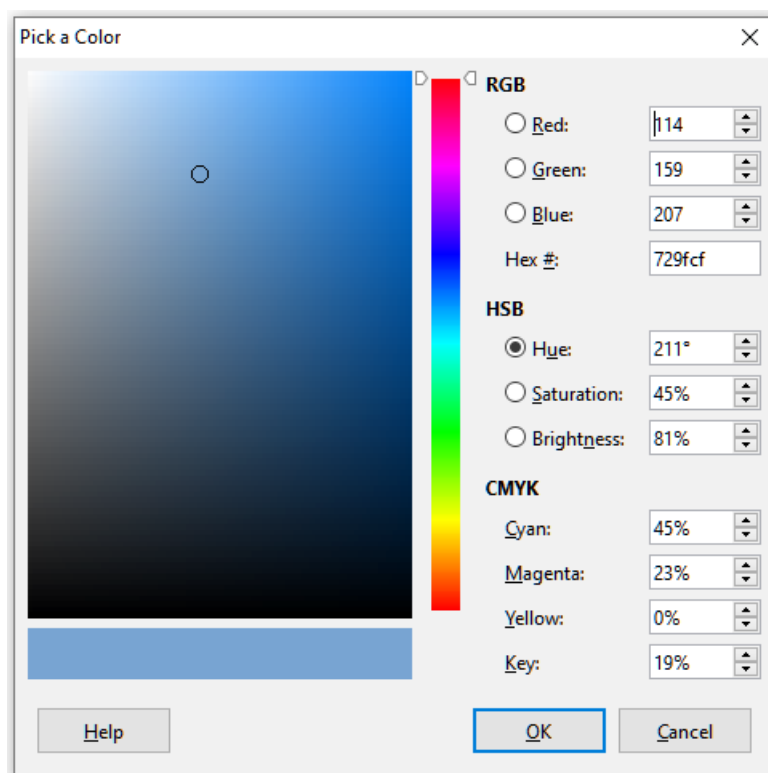 Pick a Color
RGB
Red: 114
Green: 159
Blue: 207
Hex #: 729fcf
HSB
Hue: 211°
Saturation: 45%
Brightness: 81%
CMYK
Cyan: 45%
Magenta: 23%
Yellow: 0%
Key: 19%
Help OK Cancel